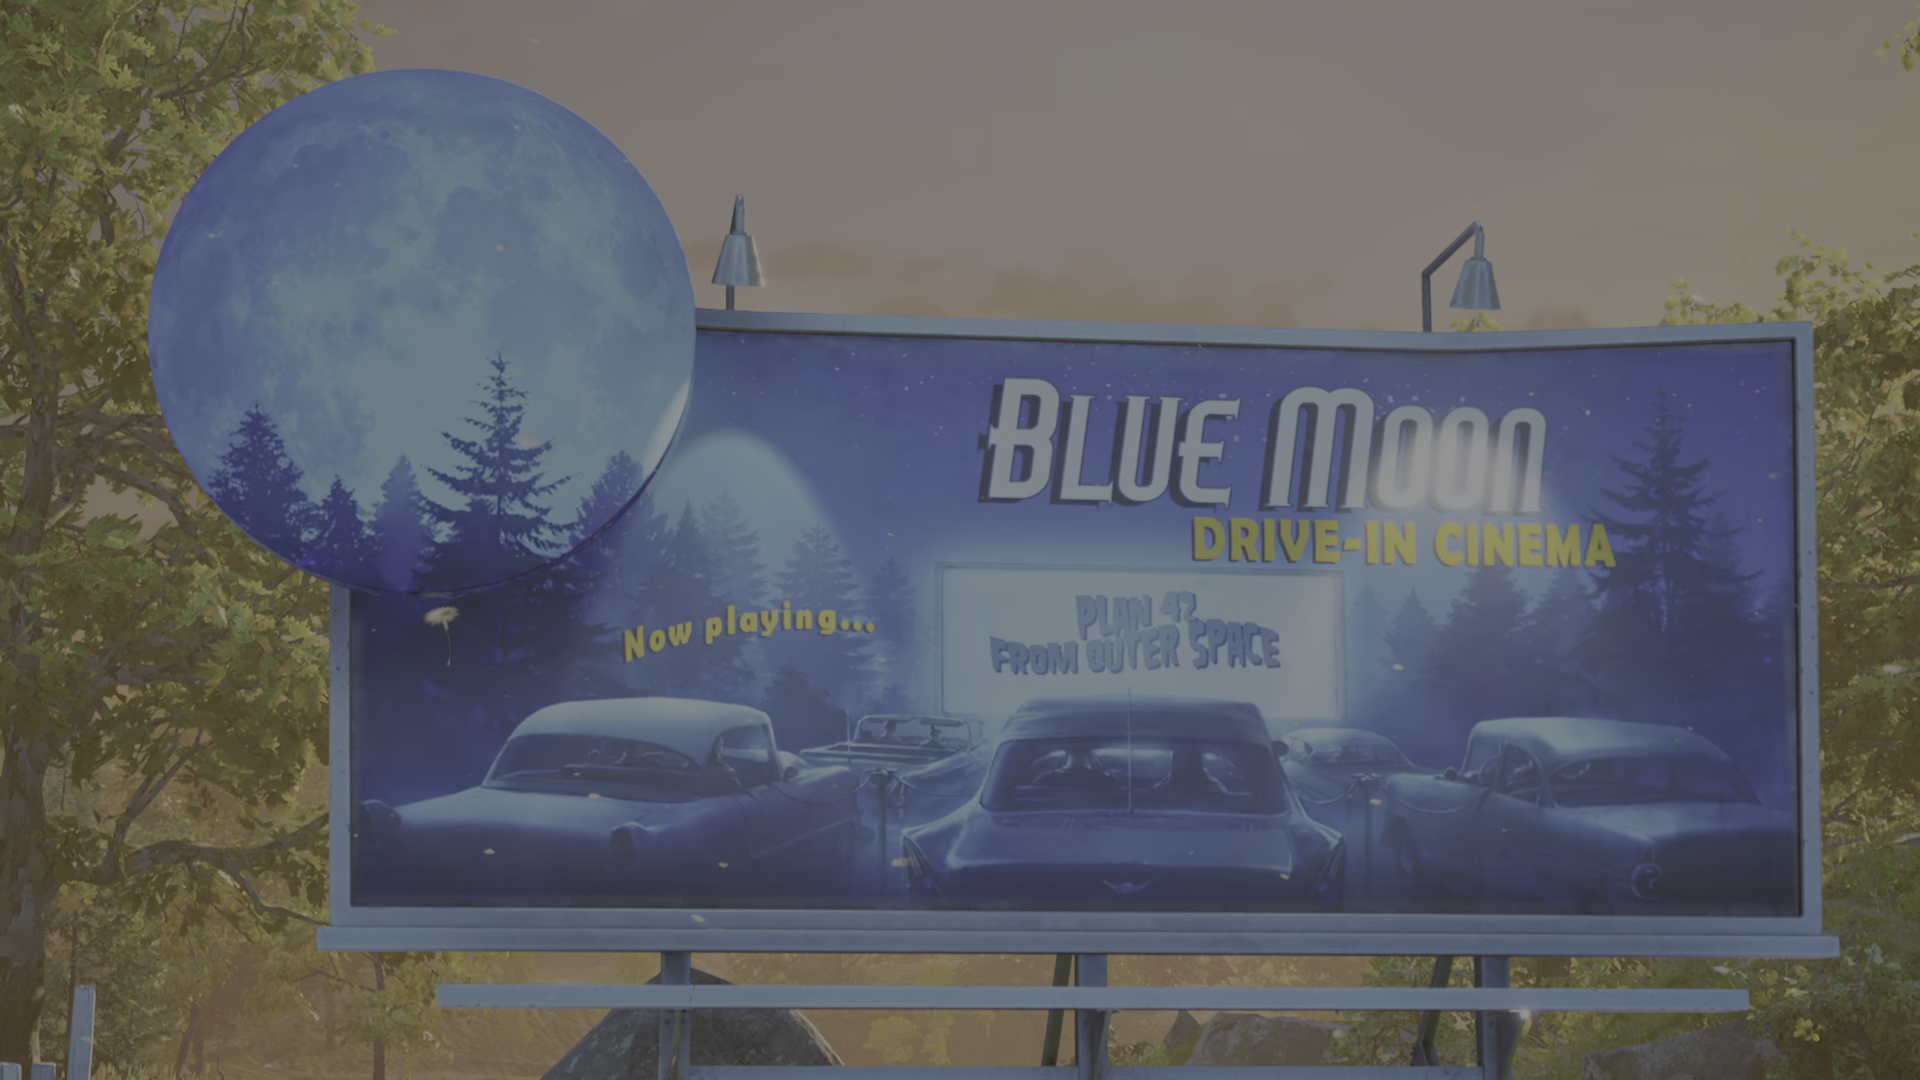 BLUE MOON
DRIVE-IN CINEMA
Now playing...
PLAN 42
FROM OUTER SPACE